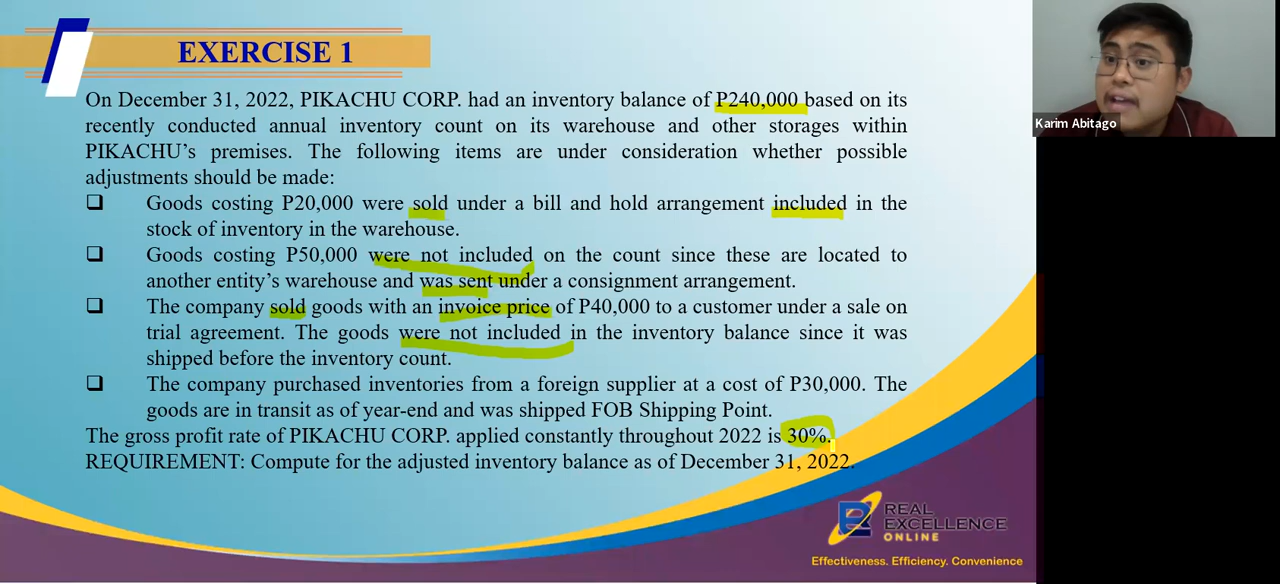 EXERCISE 1
On December 31, 2022, PIKACHU CORP. had an inventory balance of P240,000 based on its
recently conducted annual inventory count on its warehouse and other storages within
PIKACHU's premises. The following items are under consideration whether possible
adjustments should be made:
Goods costing P20,000 were sold under a bill and hold arrangement included in the
stock of inventory in the warehouse.
Goods costing P50,000 were not included on the count since these are located to
another entity's warehouse and was sent under a consignment arrangement.
The company sold goods with an invoice price of P40,000 to a customer under a sale on
trial agreement. The goods were not included in the inventory balance since it was
shipped before the inventory count.
The company purchased inventories from a foreign supplier at a cost of P30,000. The
goods are in transit as of year-end and was shipped FOB Shipping Point.
The gross profit rate of PIKACHU CORP. applied constantly throughout 2022 is 30%.
REQUIREMENT: Compute for the adjusted inventory balance as of December 31, 2022.
Karim Abitago
REAL
EXCELLENCE
ONLINE
Effectiveness. Efficiency. Convenience